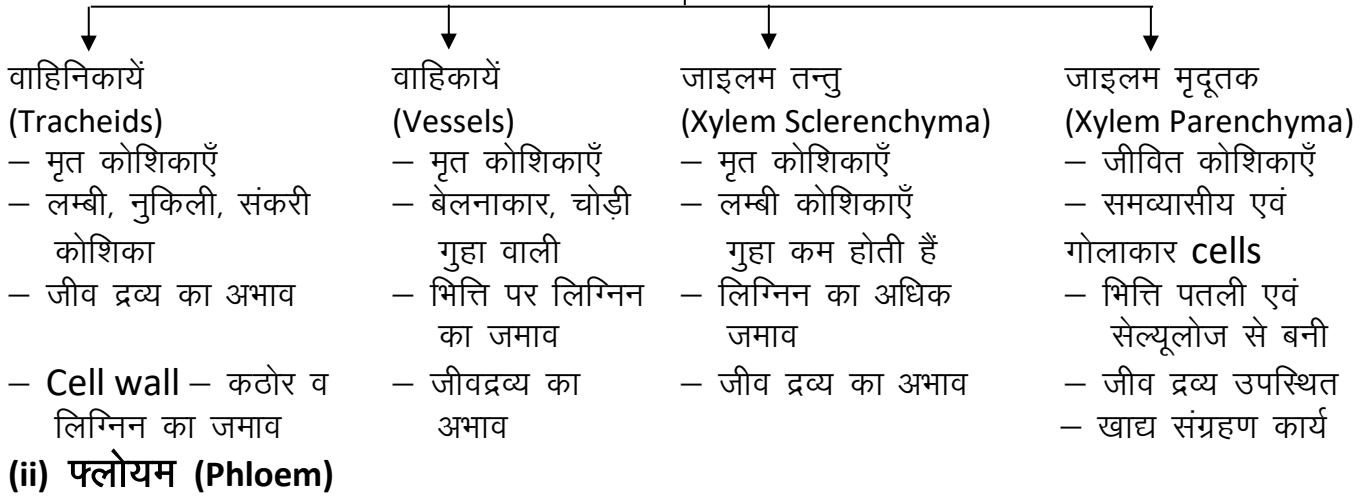 वाहिनिकायें
(Tracheids)
– मृत कोशिकाएँ
– लम्बी, नुकिली, संकरी
कोशिका
– जीव द्रव्य का अभाव
– Cell wall – कठोर व
लिग्निन का जमाव
वाहिकायें
(Vessels)
– मृत कोशिकाएँ
– बेलनाकार, चोड़ी
गुहा वाली
– भित्ति पर लिग्निन
का जमाव
– जीवद्रव्य का
अभाव
जाइलम तन्तु
(Xylem Sclerenchyma)
– मृत कोशिकाएँ
– लम्बी कोशिकाएँ
गुहा कम होती हैं
– लिग्निन का अधिक
जमाव
– जीव द्रव्य का अभाव
जाइलम मृदूतक
(Xylem Parenchyma)
– जीवित कोशिकाएँ
– समव्यासीय एवं
गोलाकार cells
– भित्ति पतली एवं
सेल्यूलोज से बनी
– जीव द्रव्य उपस्थित
– खाद्य संग्रहण कार्य
(ii) फ्लोयम (Phloem)